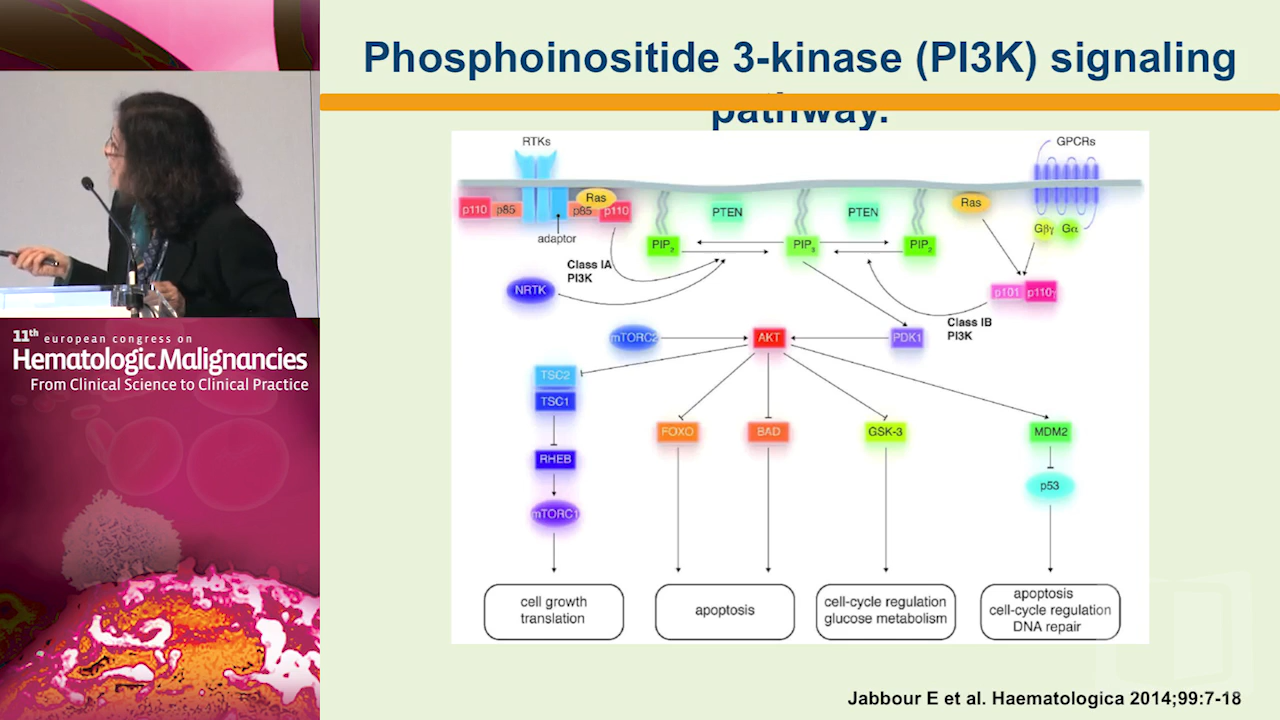 Phosphoinositide 3-kinase (PI3K) signaling
pathway.
RTKs
GPCRs
p110
p85
p85
Ras
p110
adaptor
PIP2
PTEN
PIP3
PTEN
PIP2
Ras
Gβγ
Gα
Class IA
PI3K
NRTK
p101
p110γ
Class IB
PI3K
mTORC2
AKT
PDK1
TSC2
TSC1
FOXO
BAD
GSK-3
MDM2
RHEB
p53
mTORC1
cell growth
translation
apoptosis
cell-cycle regulation
glucose metabolism
apoptosis
cell-cycle regulation
DNA repair
Jabbour E et al. Haematologica 2014;99:7-18
11th european congress on
Hematologic Malignancies
From Clinical Science to Clinical Practice